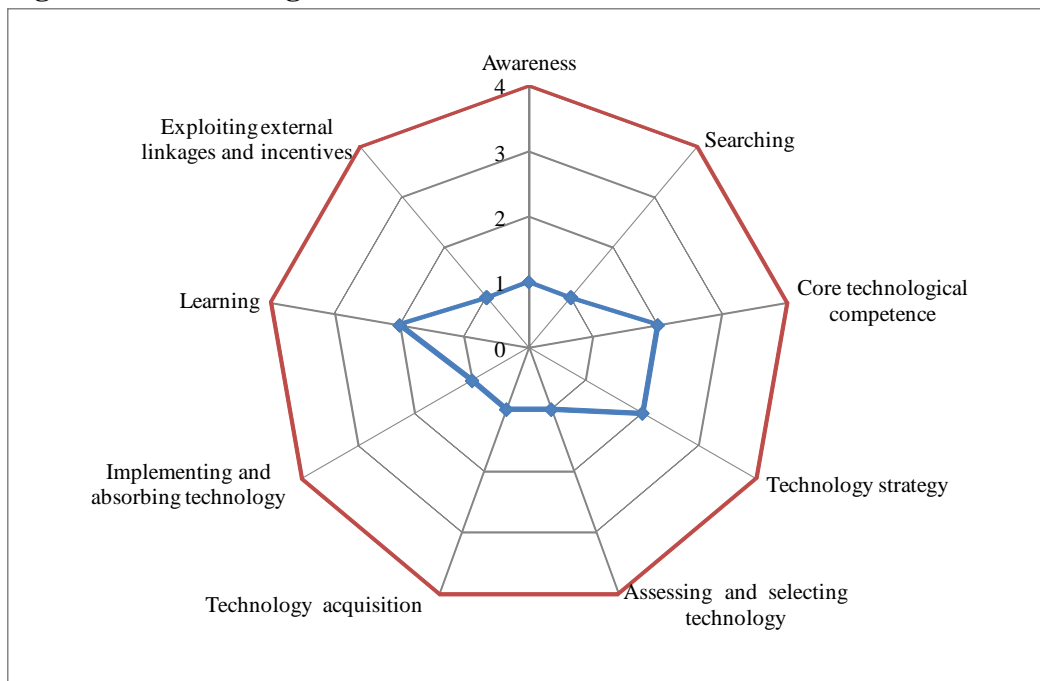 Awareness
4
Exploiting external
linkages and incentives
Searching
3
2
1
Learning
Core technological
competence
0
Implementing and
absorbing technology
Technology strategy
Technology acquisition
Assessing and selecting
technology